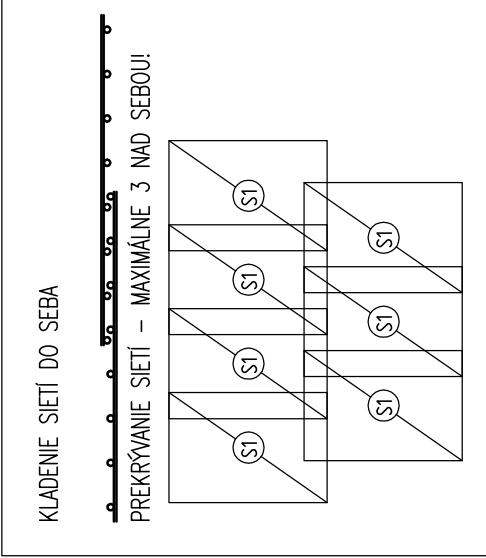 KLADENIE SIETÍ DO SEBA
PREKRÝVANIE SIETÍ – MAXIMÁLNE 3 NAD SEBOU!
S1
S1
S1
S1
S1
S1
S1